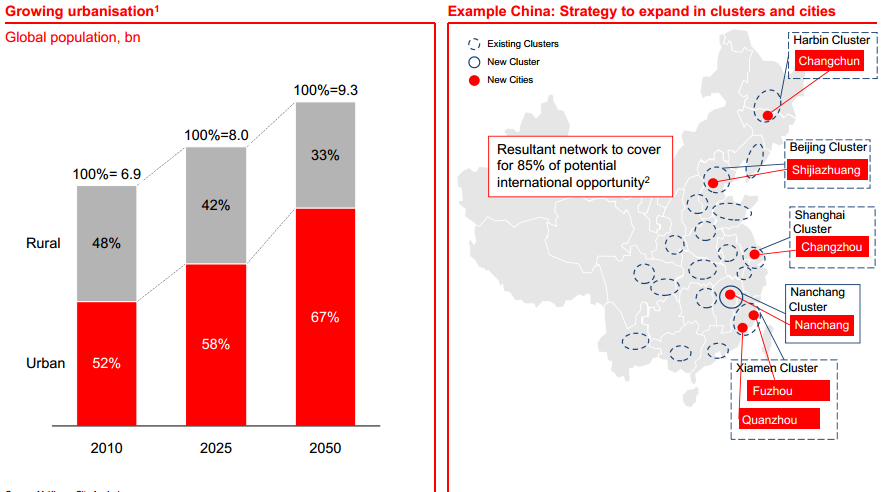 Growing urbanisation¹
Global population, bn
100%= 6.9
100%=8.0
100%=9.3
Rural
48%
42%
33%
Urban
52%
58%
67%
2010
2025
2050
Example China: Strategy to expand in clusters and cities
Existing Clusters
New Cluster
New Cities
Resultant network to cover
for 85% of potential
international opportunity²
Harbin Cluster
Changchun
Beijing Cluster
Shijiazhuang
Shanghai
Cluster
Changzhou
Nanchang
Cluster
Nanchang
Xiamen Cluster
Fuzhou
Quanzhou